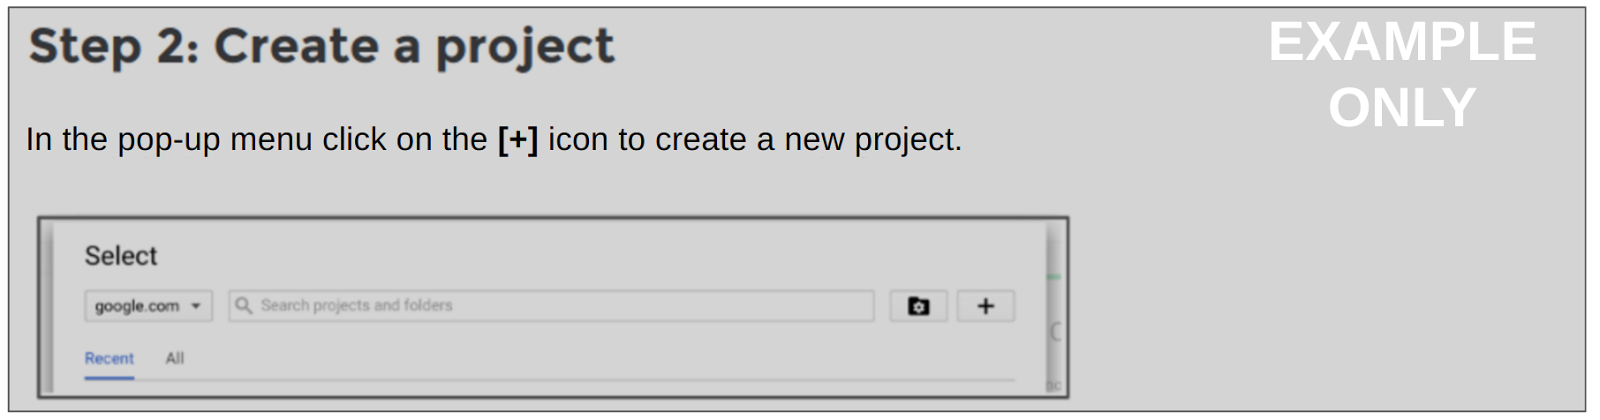 Step 2: Create a project
EXAMPLE
ONLY
In the pop-up menu click on the [+] icon to create a new project.
Select
google.com
Search projects and folders
Recent All